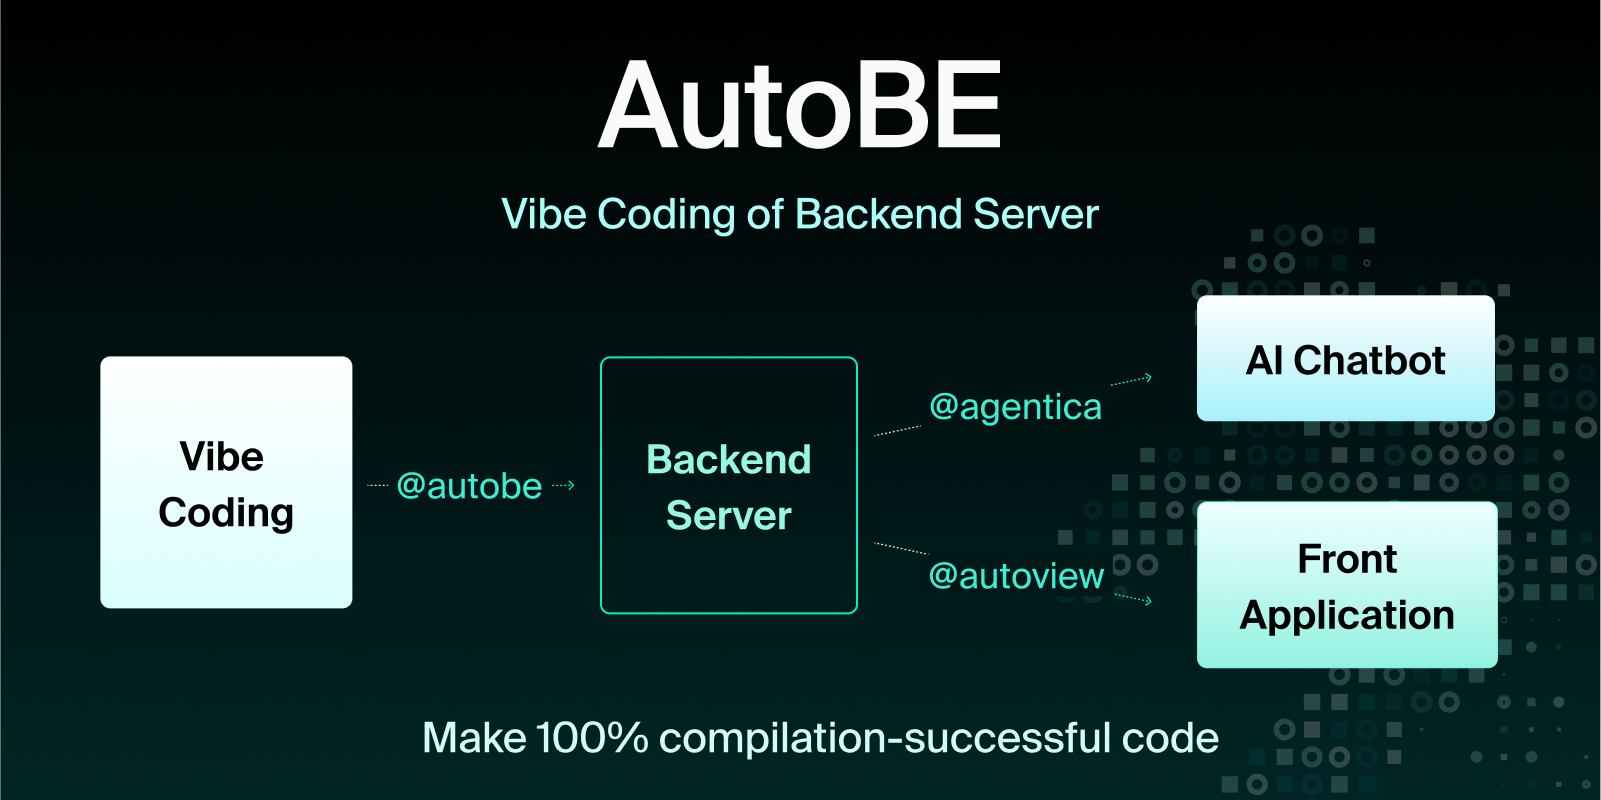 AutoBE
Vibe Coding of Backend Server
Vibe
Coding
@autobe
Backend
Server
@agentica
AI Chatbot
@autoview
Front
Application
Make 100% compilation-successful code